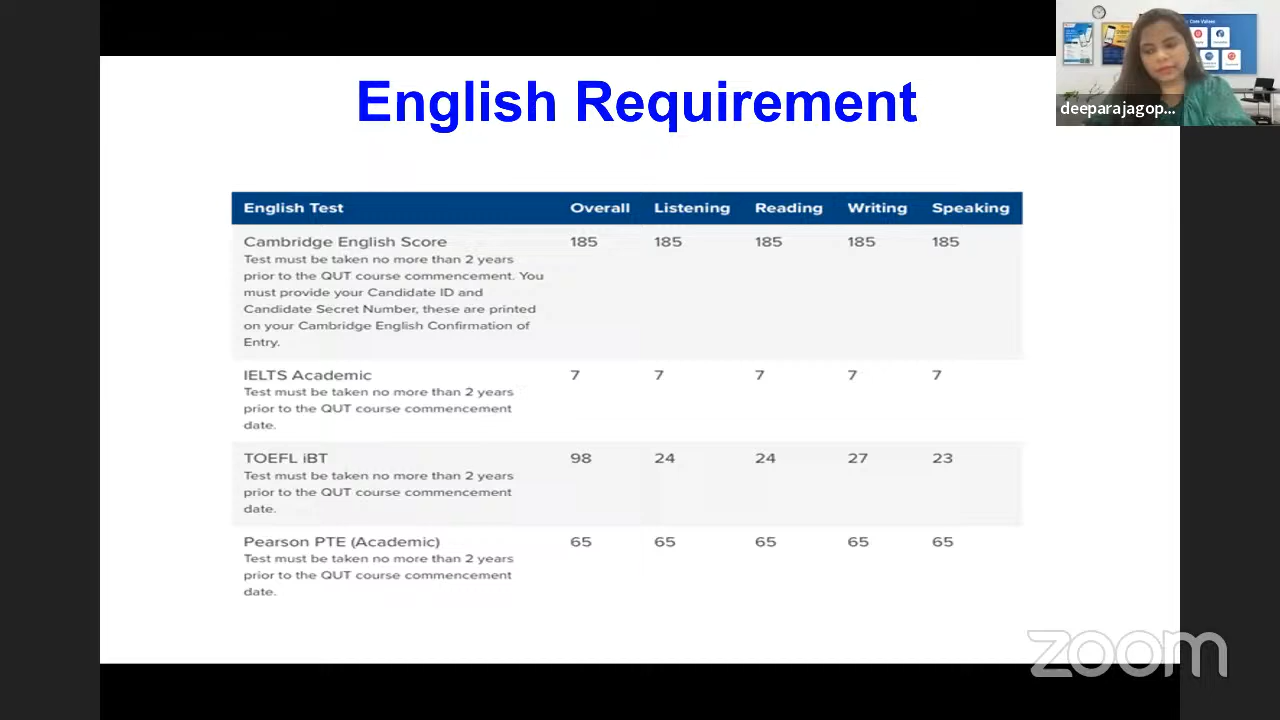 English Requirement
deeparajagop...
Core Values
English Test Overall Listening Reading Writing Speaking
Cambridge English Score 185 185 185 185 185
Test must be taken no more than 2 years
prior to the QUT course commencement. You
must provide your Candidate ID and
Candidate Secret Number, these are printed
on your Cambridge English Confirmation of
Entry.
IELTS Academic 7 7 7 7 7
Test must be taken no more than 2 years
prior to the QUT course commencement
date.
TOEFL iBT 98 24 24 27 23
Test must be taken no more than 2 years
prior to the QUT course commencement
date.
Pearson PTE (Academic) 65 65 65 65 65
Test must be taken no more than 2 years
prior to the QUT course commencement
date.
zoom